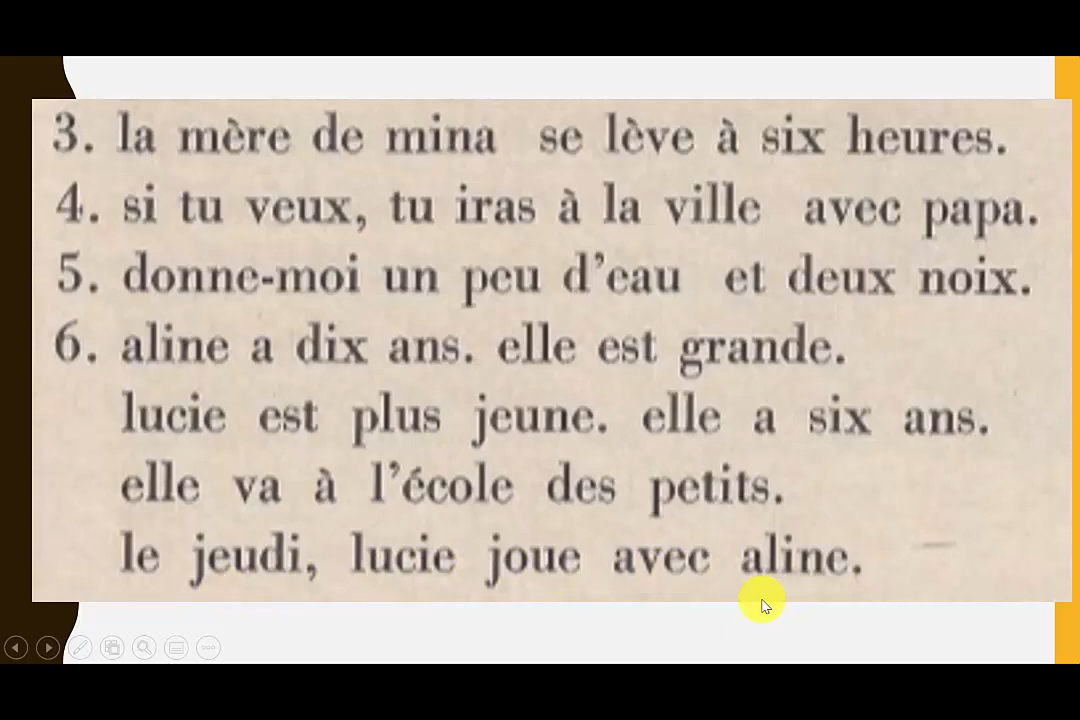 3. la mère de mina se lève à six heures.
4. si tu veux, tu iras à la ville avec papa.
5. donne-moi un peu d'eau et deux noix.
6. aline a dix ans. elle est grande.
lucie est plus jeune. elle a six ans.
elle va à l'école des petits.
le jeudi, lucie joue avec aline.